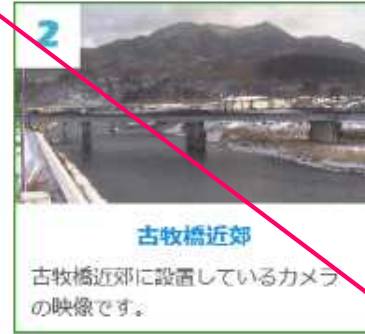 2
古牧橋近郊
古牧橋近郊に設置しているカメラ
の映像です。